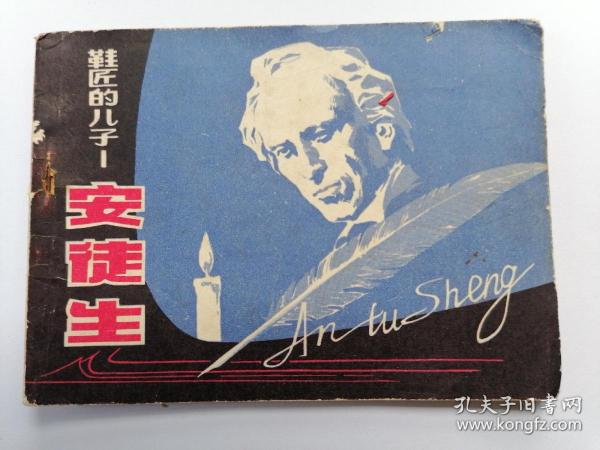 鞋匠的儿子—
安徒生
An tu Sheng
孔夫子旧书网
www.kongfz.com